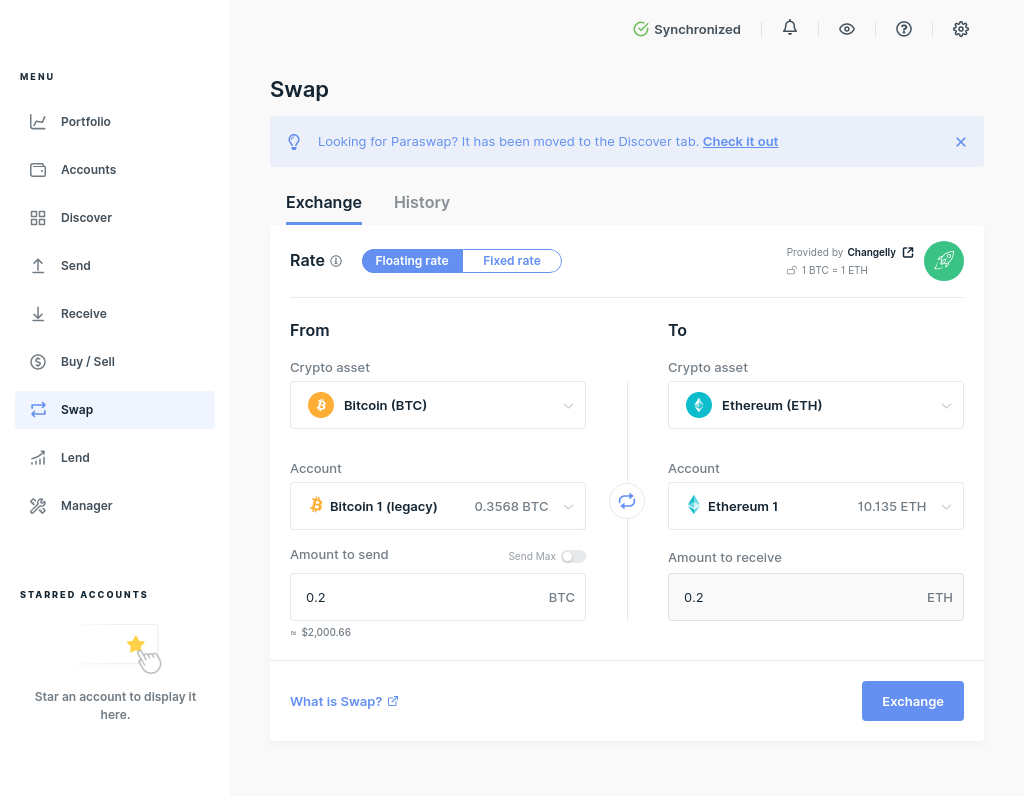 Synchronized
MENU
Portfolio
Accounts
Discover
Send
Receive
Buy / Sell
Swap
Lend
Manager
STARRED ACCOUNTS
Star an account to display it
here.
Swap
Looking for Paraswap? It has been moved to the Discover tab. Check it out
Exchange History
Rate Floating rate Fixed rate
Provided by Changelly
1 BTC = 1 ETH
From
Crypto asset
Bitcoin (BTC)
Account
Bitcoin 1 (legacy) 0.3568 BTC
Amount to send Send Max
0.2 BTC
≈ $2,000.66
To
Crypto asset
Ethereum (ETH)
Account
Ethereum 1 10.135 ETH
Amount to receive
0.2 ETH
What is Swap?
Exchange